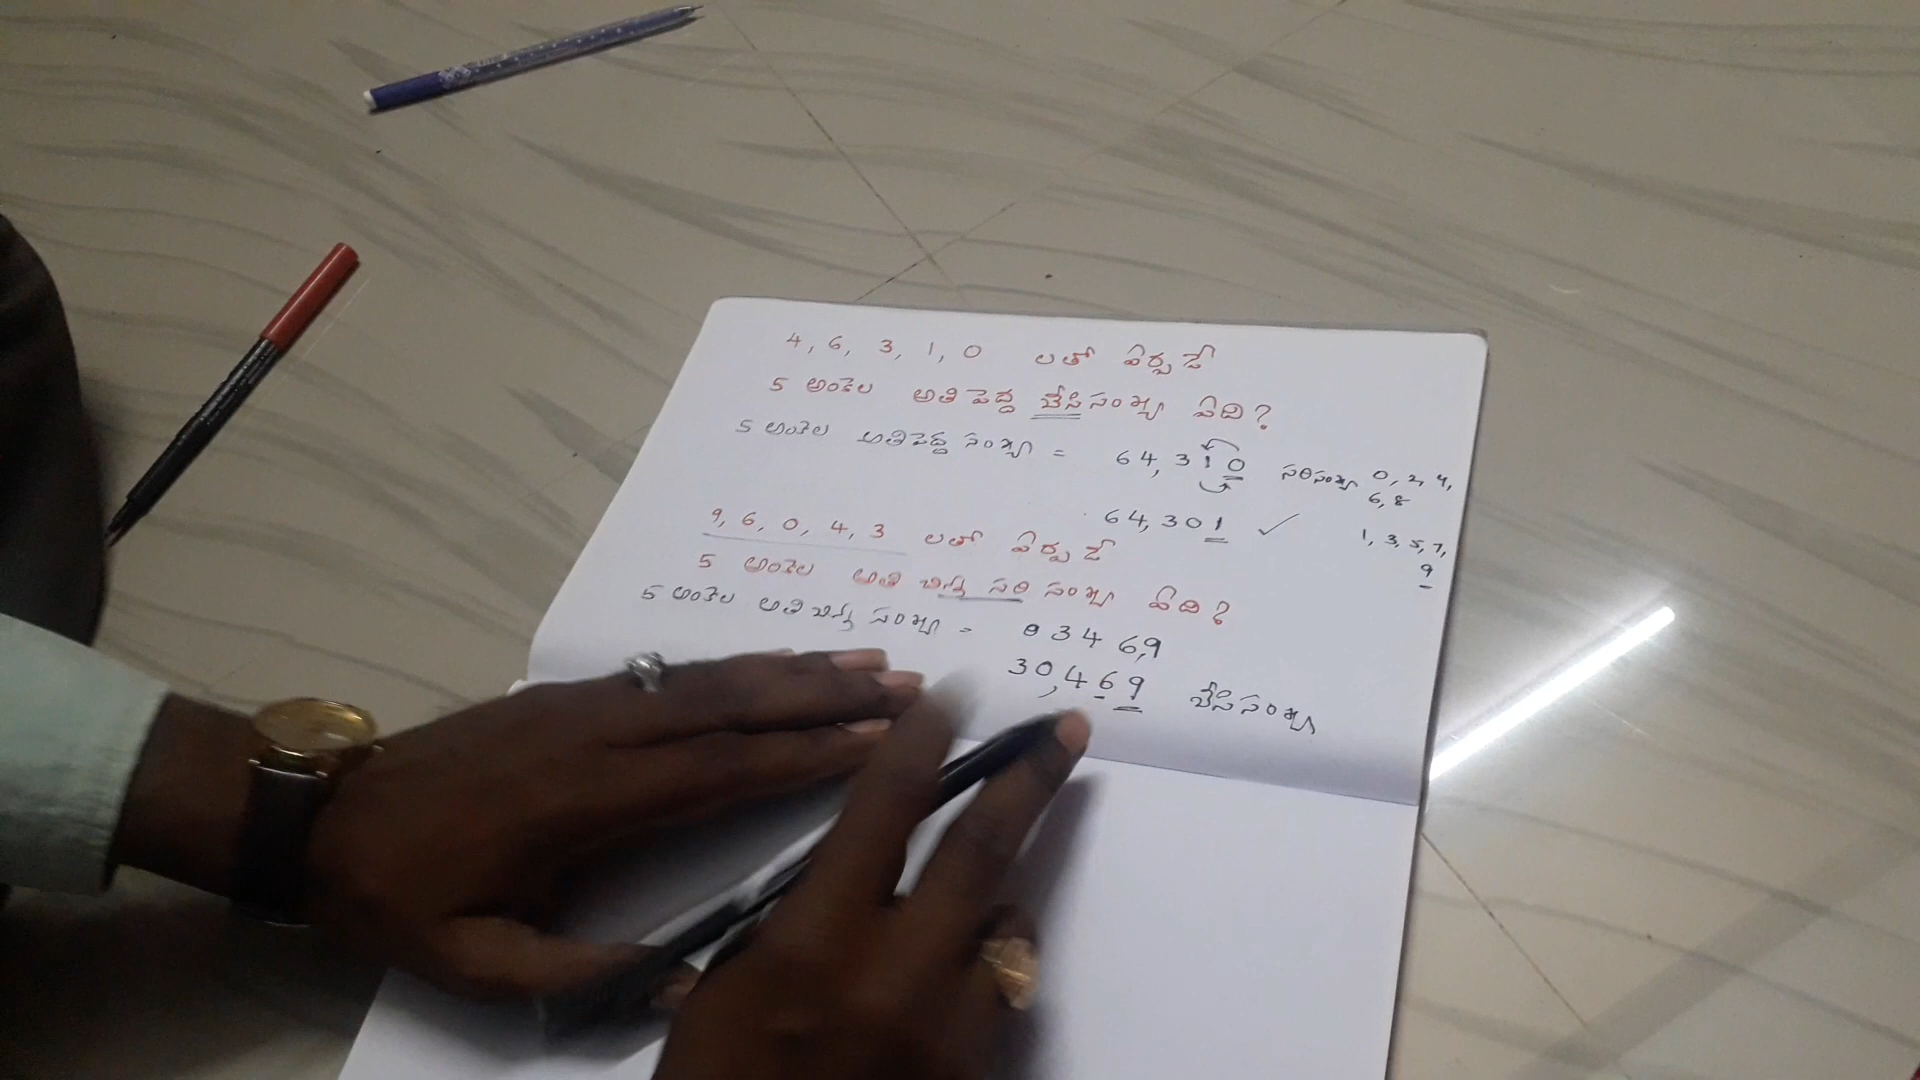 4, 6, 3, 1, 0 లతో ఏర్పడే
5 అంకెల అతి పెద్ద బేసి సంఖ్య ఏది?
5 అంకెల అతిపెద్ద సంఖ్య = 64,310 సరిసంఖ్య 0, 2, 4,
6, 8
64,301 ✓ 1, 3, 5, 7,
9
9, 6, 0, 4, 3 లతో ఏర్పడే
5 అంకెల అతి చిన్న సరి సంఖ్య ఏది?
5 అంకెల అతి చిన్న సంఖ్య = 0346,9
30,469 బేసి సంఖ్య